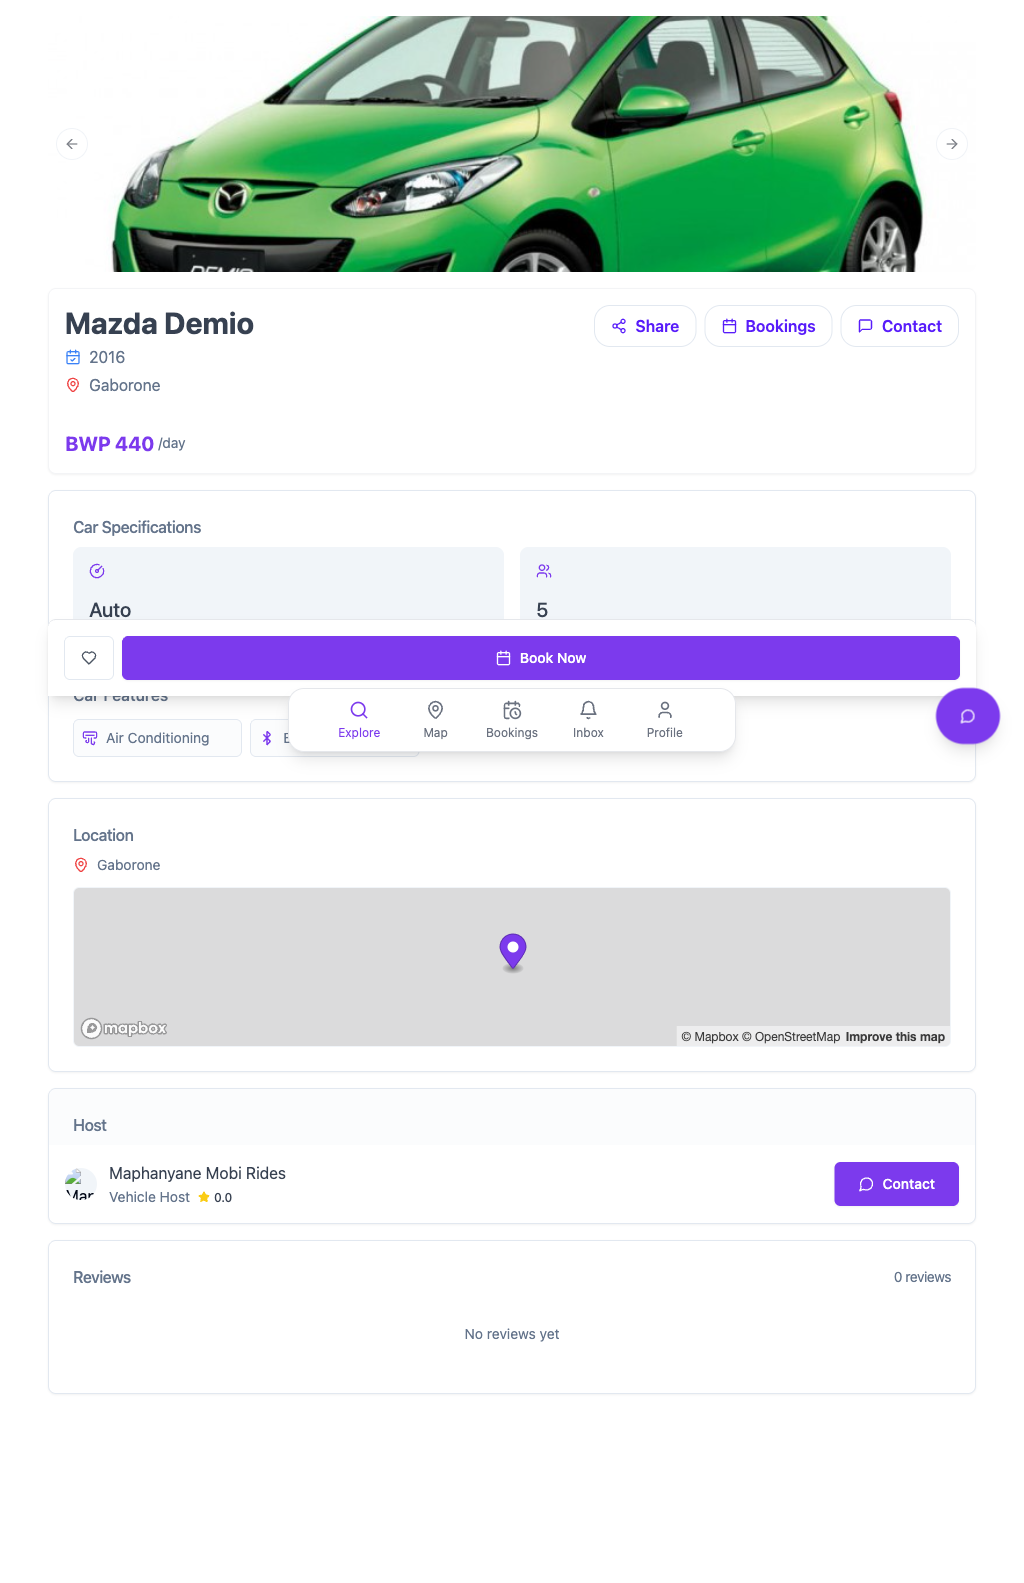 Mazda Demio
Share
Bookings
Contact
2016
Gaborone
BWP 440 /day
Car Specifications
Auto
5
Book Now
Car Features
Air Conditioning
Explore
Map
Bookings
Inbox
Profile
Location
Gaborone
mapbox
© Mapbox © OpenStreetMap Improve this map
Host
Maphanyane Mobi Rides
Vehicle Host 0.0
Contact
Reviews
0 reviews
No reviews yet